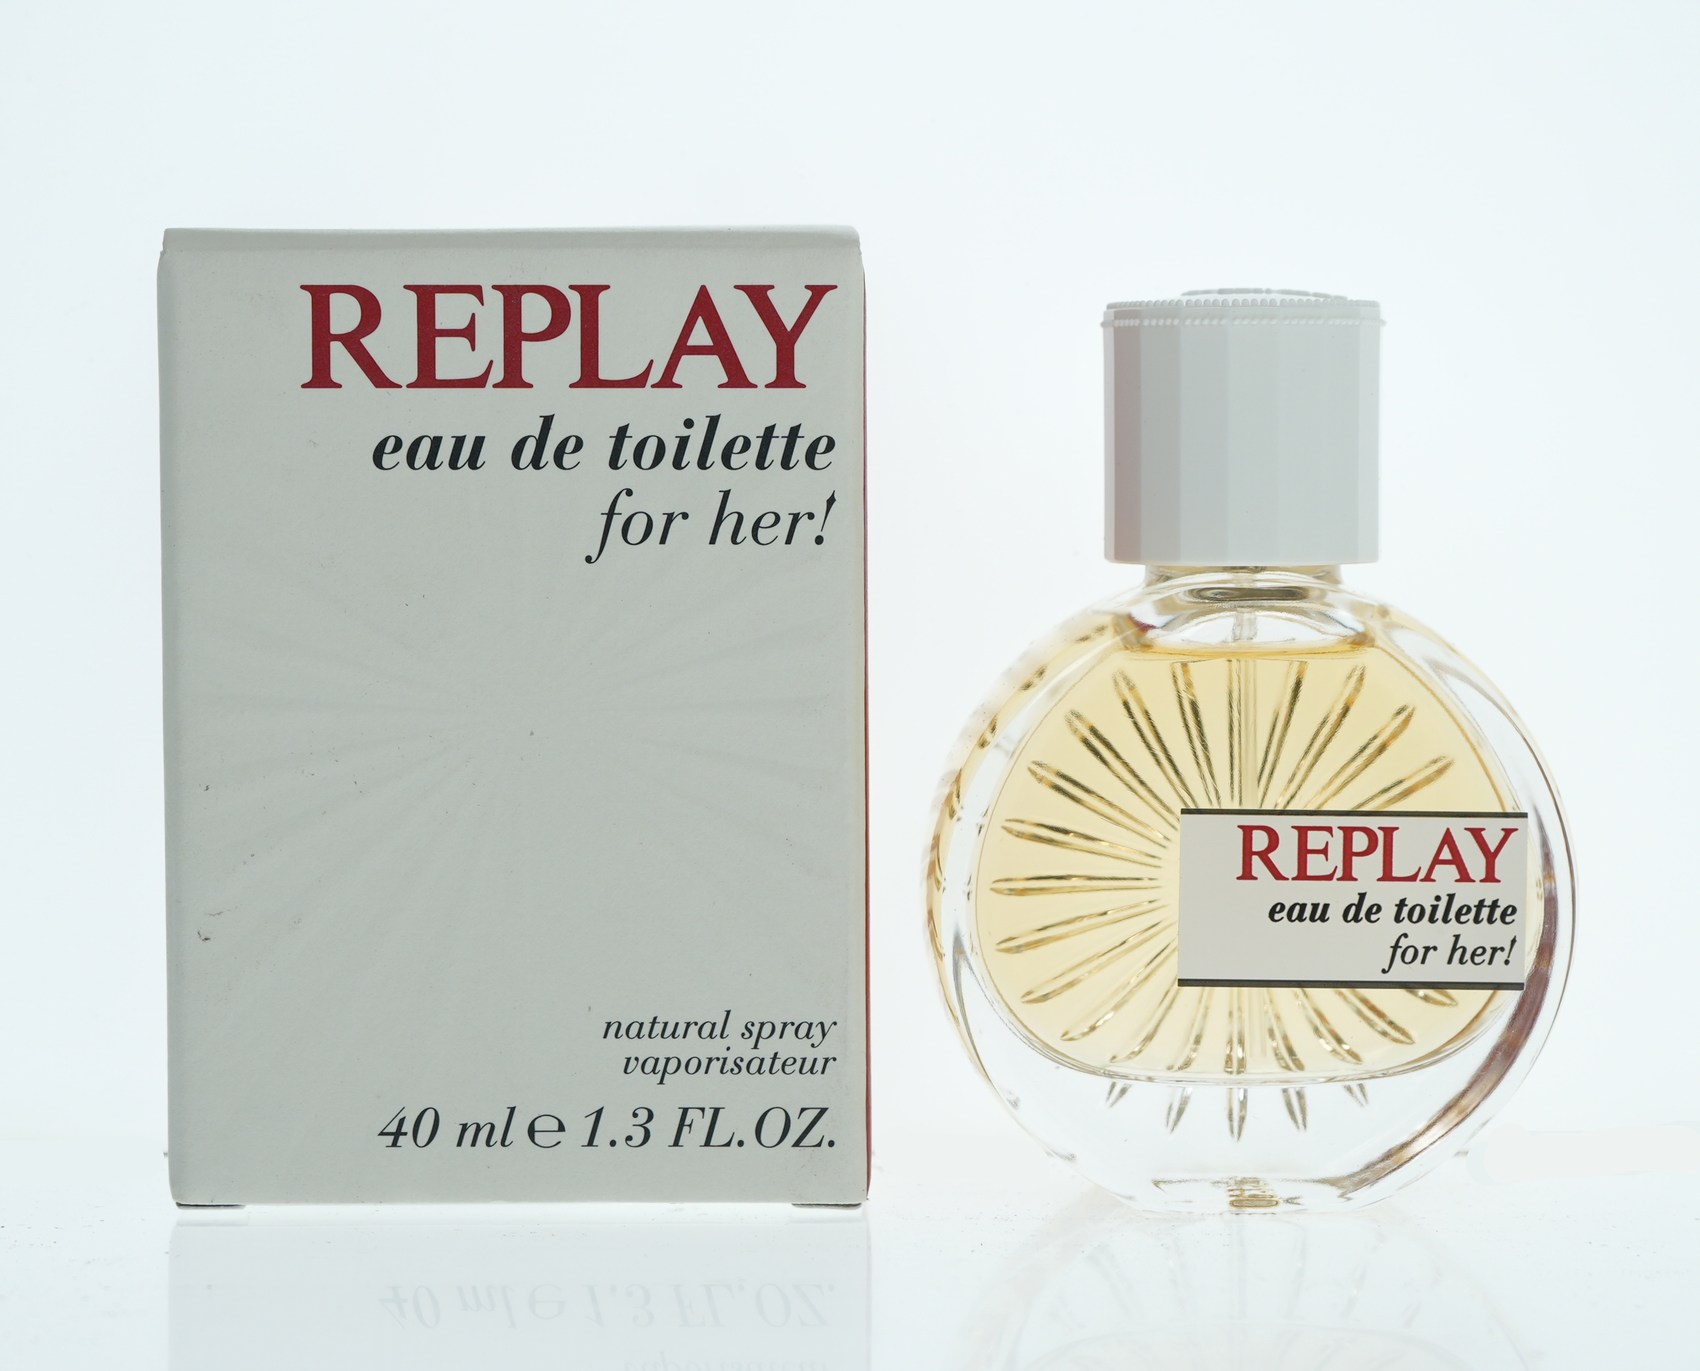 REPLAY
eau de toilette
for her!
natural spray
vaporisateur
40 ml ℮ 1.3 FL.OZ.
REPLAY
eau de toilette
for her!